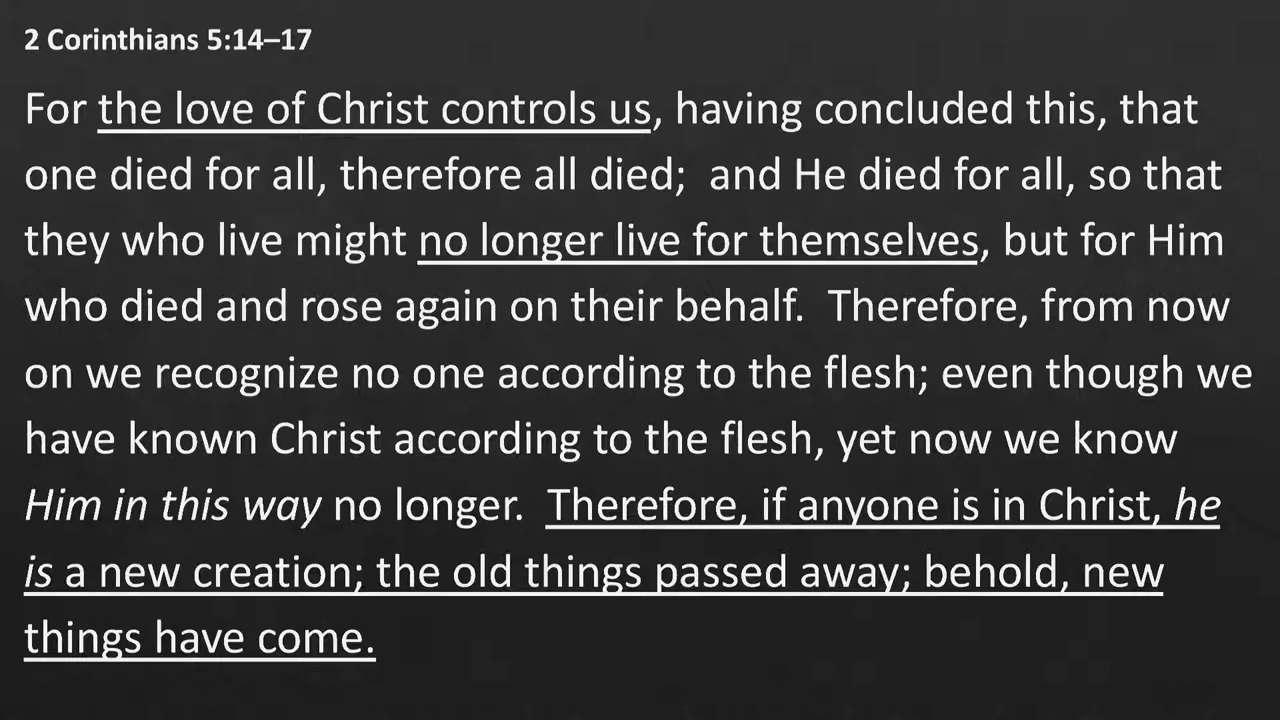 2 Corinthians 5:14–17
For the love of Christ controls us, having concluded this, that
one died for all, therefore all died;  and He died for all, so that
they who live might no longer live for themselves, but for Him
who died and rose again on their behalf.  Therefore, from now
on we recognize no one according to the flesh; even though we
have known Christ according to the flesh, yet now we know
Him in this way no longer.  Therefore, if anyone is in Christ, he
is a new creation; the old things passed away; behold, new
things have come.